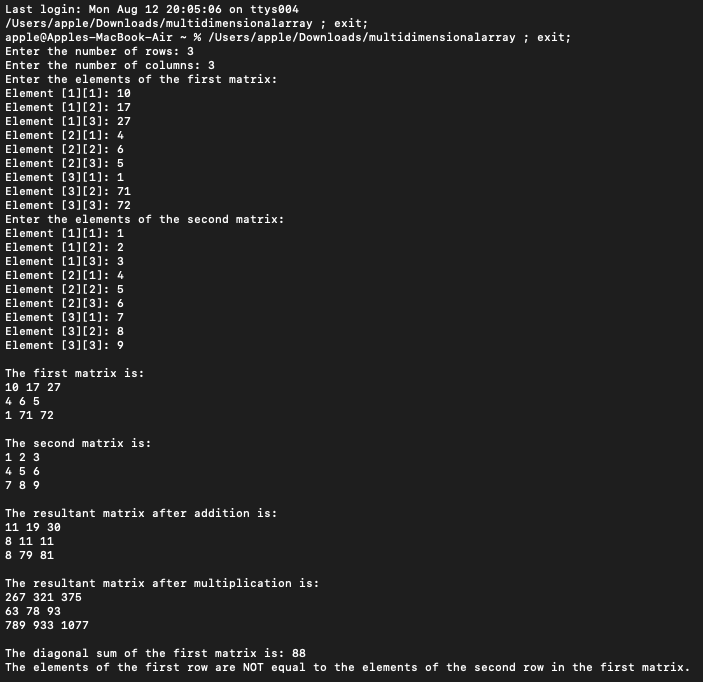 Last login: Mon Aug 12 20:05:06 on ttys004
/Users/apple/Downloads/multidimensionalarray ; exit;
apple@Apples-MacBook-Air ~ % /Users/apple/Downloads/multidimensionalarray ; exit;
Enter the number of rows: 3
Enter the number of columns: 3
Enter the elements of the first matrix:
Element [1][1]: 10
Element [1][2]: 17
Element [1][3]: 27
Element [2][1]: 4
Element [2][2]: 6
Element [2][3]: 5
Element [3][1]: 1
Element [3][2]: 71
Element [3][3]: 72
Enter the elements of the second matrix:
Element [1][1]: 1
Element [1][2]: 2
Element [1][3]: 3
Element [2][1]: 4
Element [2][2]: 5
Element [2][3]: 6
Element [3][1]: 7
Element [3][2]: 8
Element [3][3]: 9

The first matrix is:
10 17 27
4 6 5
1 71 72

The second matrix is:
1 2 3
4 5 6
7 8 9

The resultant matrix after addition is:
11 19 30
8 11 11
8 79 81

The resultant matrix after multiplication is:
267 321 375
63 78 93
789 933 1077

The diagonal sum of the first matrix is: 88
The elements of the first row are NOT equal to the elements of the second row in the first matrix.